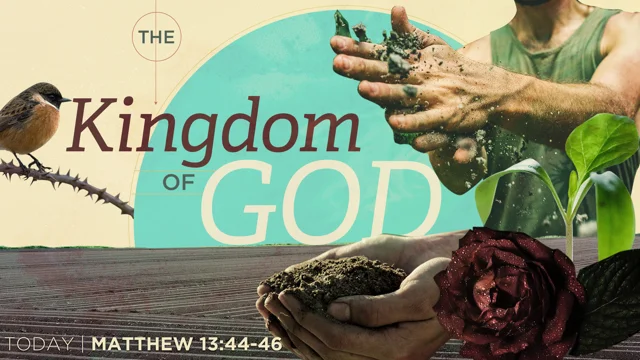 THE
Kingdom
OF GOD
TODAY | MATTHEW 13:44-46